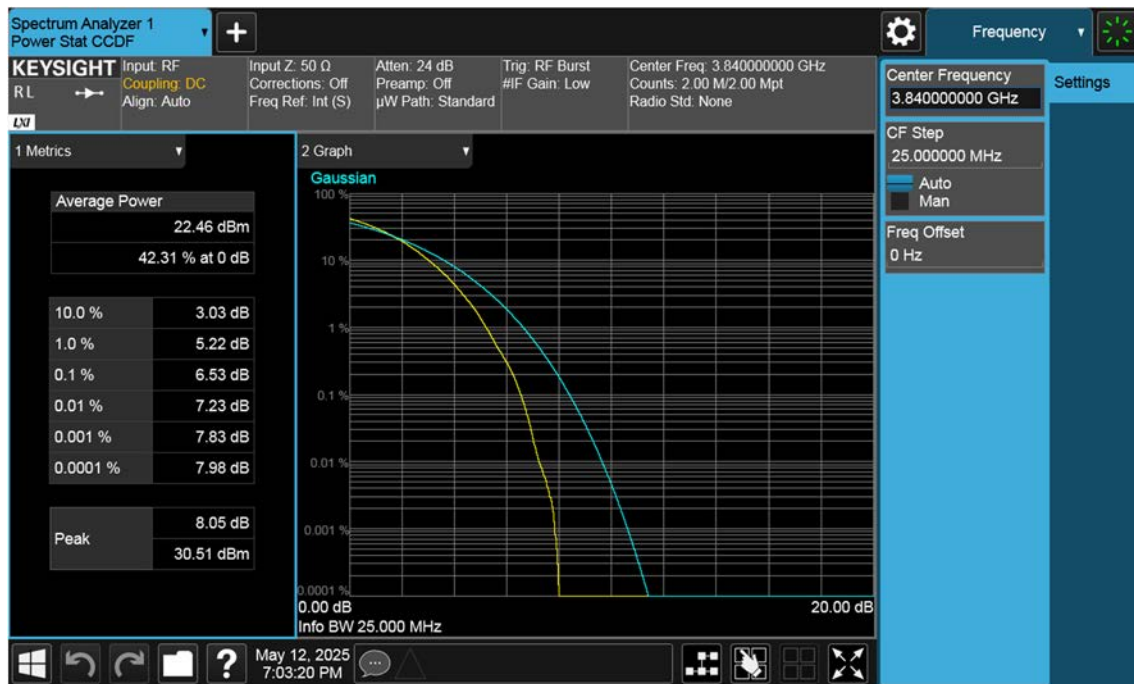 Spectrum Analyzer 1
Power Stat CCDF
Frequency
KEYSIGHT
RL
LXI
Input: RF
Coupling: DC
Align: Auto
Input Z: 50 Ω
Corrections: Off
Freq Ref: Int (S)
Atten: 24 dB
Preamp: Off
µW Path: Standard
Trig: RF Burst
#IF Gain: Low
Center Freq: 3.840000000 GHz
Counts: 2.00 M/2.00 Mpt
Radio Std: None
Center Frequency
3.840000000 GHz
Settings
CF Step
25.000000 MHz
Auto
Man
Freq Offset
0 Hz
1 Metrics
Average Power
22.46 dBm
42.31 % at 0 dB
10.0 % 3.03 dB
1.0 % 5.22 dB
0.1 % 6.53 dB
0.01 % 7.23 dB
0.001 % 7.83 dB
0.0001 % 7.98 dB
Peak
8.05 dB
30.51 dBm
2 Graph
Gaussian
100 %
10 %
1 %
0.1 %
0.01 %
0.001 %
0.0001 %
0.00 dB 20.00 dB
Info BW 25.000 MHz
?
May 12, 2025
7:03:20 PM